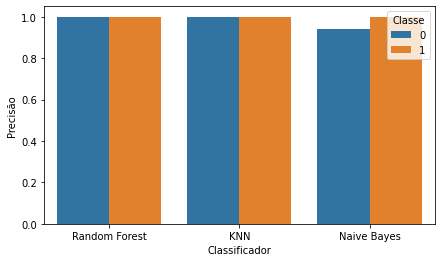 Classe
0
1
1.0
0.8
0.6
0.4
0.2
0.0
Precisão
Random Forest
KNN
Naive Bayes
Classificador